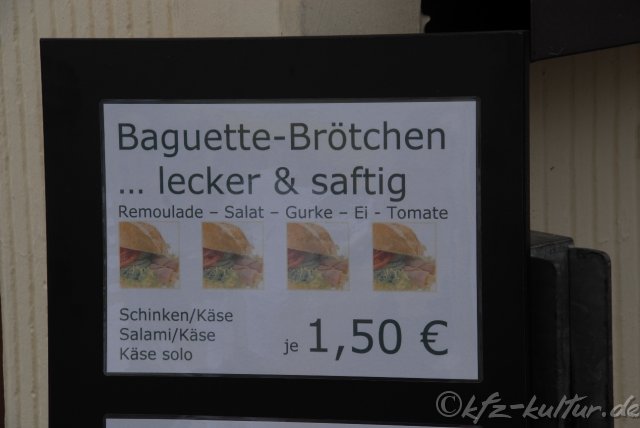 Baguette-Brötchen
... lecker & saftig
Remoulade – Salat – Gurke – Ei - Tomate
Schinken/Käse
Salami/Käse
Käse solo
je 1,50 €
©kfz-kultur.de